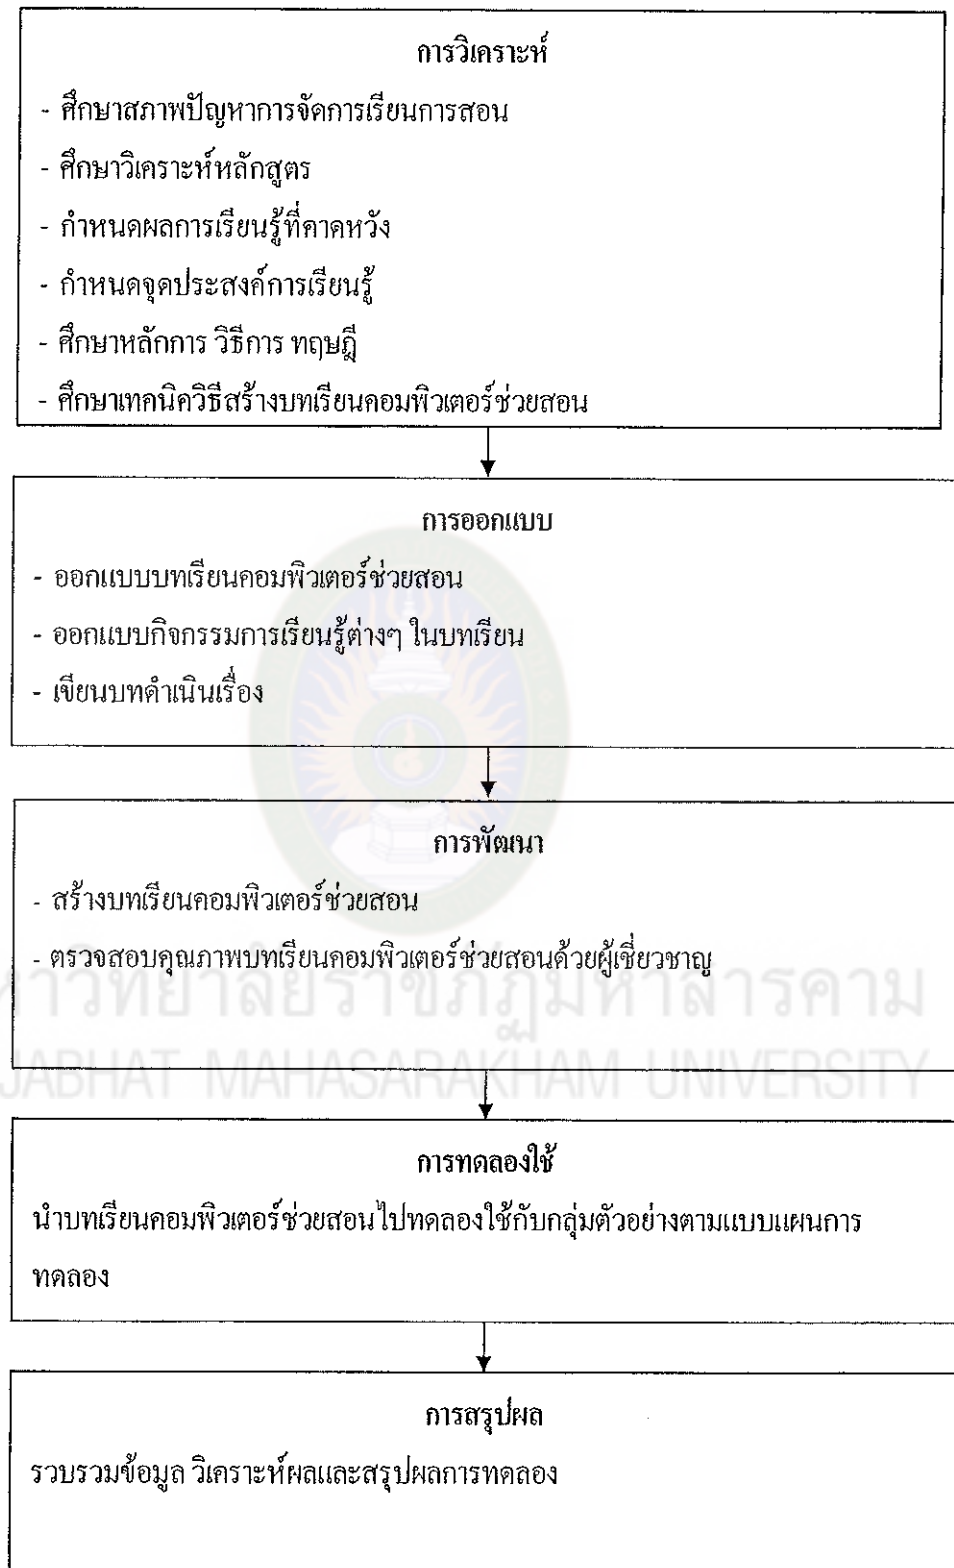 การวิเคราะห์
- ศึกษาสภาพปัญหาการจัดการเรียนการสอน
- ศึกษาวิเคราะห์หลักสูตร
- กำหนดผลการเรียนรู้ที่คาดหวัง
- กำหนดจุดประสงค์การเรียนรู้
- ศึกษาหลักการ วิธีการ ทฤษฎี
- ศึกษาเทคนิควิธีสร้างบทเรียนคอมพิวเตอร์ช่วยสอน
การออกแบบ
- ออกแบบบทเรียนคอมพิวเตอร์ช่วยสอน
- ออกแบบกิจกรรมการเรียนรู้ต่างๆ ในบทเรียน
- เขียนบทดำเนินเรื่อง
การพัฒนา
- สร้างบทเรียนคอมพิวเตอร์ช่วยสอน
- ตรวจสอบคุณภาพบทเรียนคอมพิวเตอร์ช่วยสอนด้วยผู้เชี่ยวชาญ
หาวิทยาลัยราชภัฏมหาสารคาม
JABHAT MAHASARAKHAM UNIVERSITY
การทดลองใช้
นำบทเรียนคอมพิวเตอร์ช่วยสอนไปทดลองใช้กับกลุ่มตัวอย่างตามแบบแผนการ
ทดลอง
การสรุปผล
รวบรวมข้อมูล วิเคราะห์ผลและสรุปผลการทดลอง